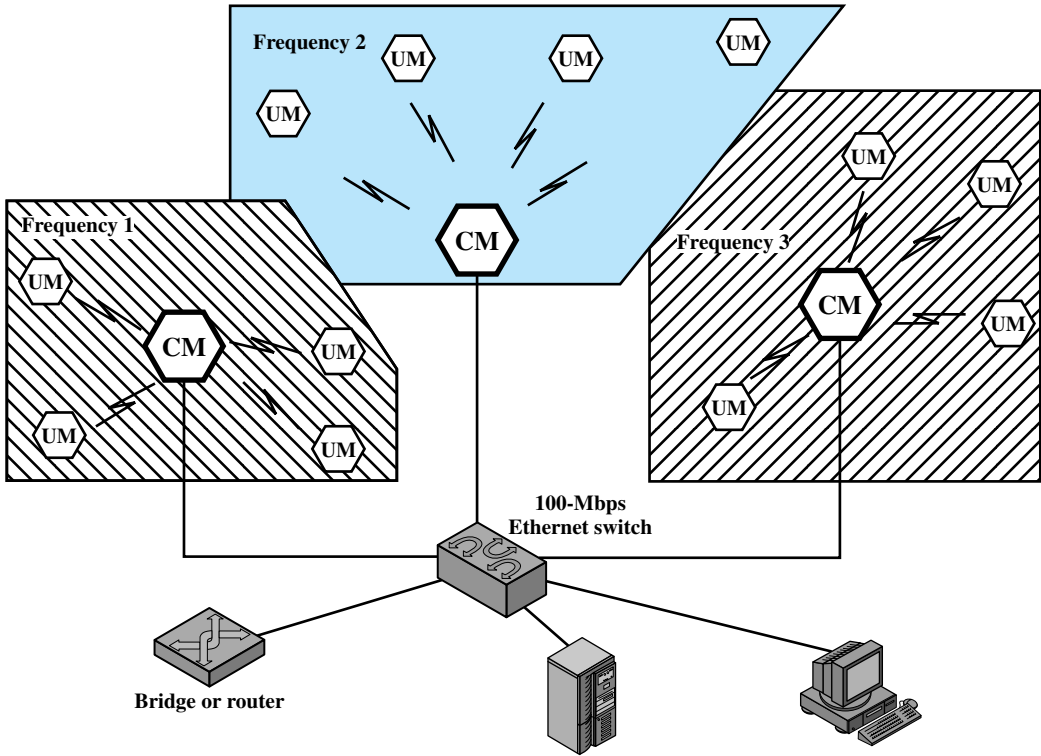 Frequency 2
UM
UM
UM
UM
CM
Frequency 1
UM
UM
CM
UM
UM
Frequency 3
UM
UM
CM
UM
UM
100-Mbps
Ethernet switch
Bridge or router